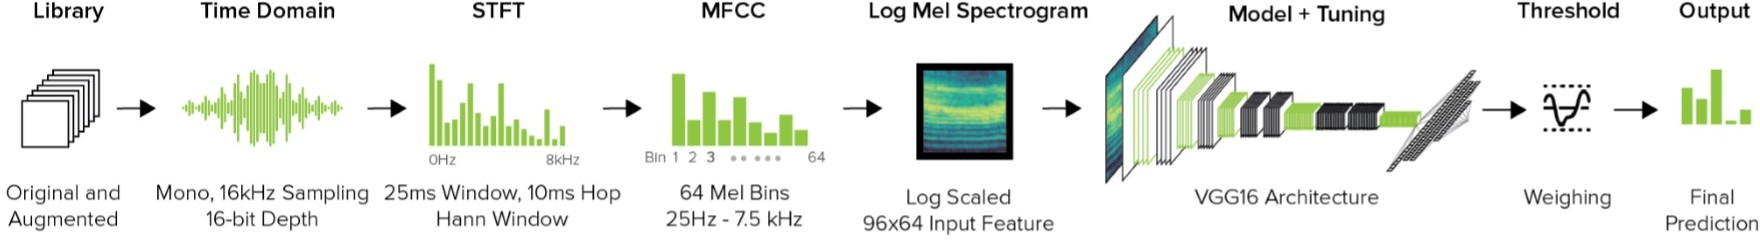 Library
Time Domain
STFT
MFCC
Log Mel Spectrogram
Model + Tuning
Threshold
Output
0Hz
8kHz
Bin 1 2 3
64
Original and
Augmented
Mono, 16kHz Sampling
16-bit Depth
25ms Window, 10ms Hop
Hann Window
64 Mel Bins
25Hz - 7.5 kHz
Log Scaled
96x64 Input Feature
VGG16 Architecture
Weighing
Final
Prediction